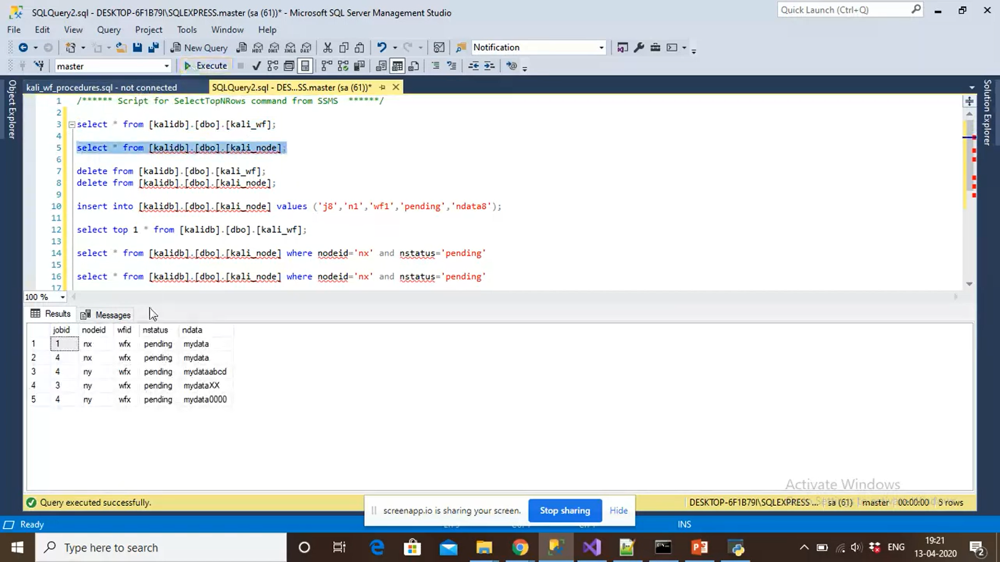 SQLQuery2.sql - DESKTOP-6F1B79I\SQLEXPRESS.master (sa (61))* - Microsoft SQL Server Management Studio
Quick Launch (Ctrl+Q)
File Edit View Query Project Tools Window Help
New Query
Notification
master
Execute
Object Explorer
kali_wf_procedures.sql - not connected
SQLQuery2.sql - DES...SS.master (sa (61))*
Solution Explorer
1 /****** Script for SelectTopNRows command from SSMS ******/
2
3 select * from [kalidb].[dbo].[kali_wf];
4
5 select * from [kalidb].[dbo].[kali_node];
6
7 delete from [kalidb].[dbo].[kali_wf];
8 delete from [kalidb].[dbo].[kali_node];
9
10 insert into [kalidb].[dbo].[kali_node] values ('j8','n1','wf1','pending','ndata8');
11
12 select top 1 * from [kalidb].[dbo].[kali_wf];
13
14 select * from [kalidb].[dbo].[kali_node] where nodeid='nx' and nstatus='pending'
15
16 select * from [kalidb].[dbo].[kali_node] where nodeid='nx' and nstatus='pending'
17
100 %
Results Messages
jobid nodeid wfid nstatus ndata
1 1 nx wfx pending mydata
2 4 nx wfx pending mydata
3 4 ny wfx pending mydataabcd
4 3 ny wfx pending mydataXX
5 4 ny wfx pending mydata0000
Activate Windows
Query executed successfully.
DESKTOP-6F1B79I\SQLEXPRESS ... sa (61) master 00:00:00 5 rows
screenapp.io is sharing your screen.
Stop sharing
Hide
Ready
INS
Type here to search
ENG
19:21
13-04-2020
2